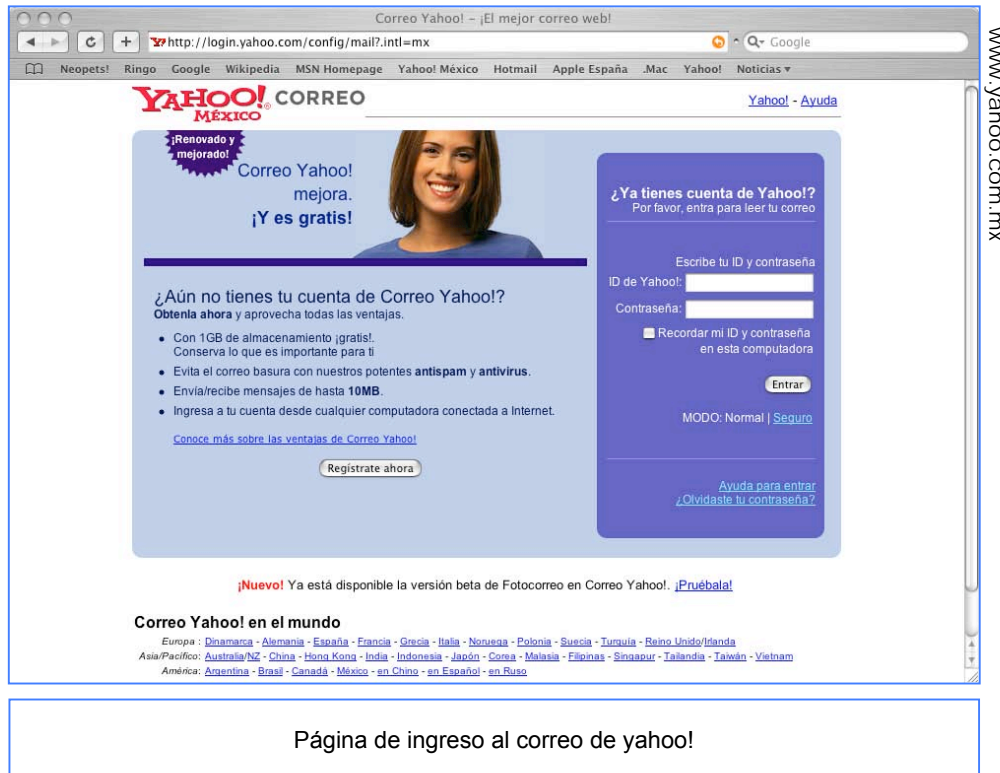 Correo Yahoo! – ¡El mejor correo web!
http://login.yahoo.com/config/mail?.intl=mx
Google
Neopets! Ringo Google Wikipedia MSN Homepage Yahoo! México Hotmail Apple España .Mac Yahoo! Noticias
YAHOO! CORREO
MÉXICO
Yahoo! - Ayuda
¡Renovado y
mejorado!
Correo Yahoo!
mejora.
¡Y es gratis!
¿Aún no tienes tu cuenta de Correo Yahoo!?
Obtenla ahora y aprovecha todas las ventajas.
• Con 1GB de almacenamiento ¡gratis!.
Conserva lo que es importante para ti
• Evita el correo basura con nuestros potentes antispam y antivirus.
• Envía/recibe mensajes de hasta 10MB.
• Ingresa a tu cuenta desde cualquier computadora conectada a Internet.
Conoce más sobre las ventajas de Correo Yahoo!
Regístrate ahora
¿Ya tienes cuenta de Yahoo!?
Por favor, entra para leer tu correo
Escribe tu ID y contraseña
ID de Yahoo!:
Contraseña:
Recordar mi ID y contraseña
en esta computadora
Entrar
MODO: Normal | Seguro
Ayuda para entrar
¿Olvidaste tu contraseña?
¡Nuevo! Ya está disponible la versión beta de Fotocorreo en Correo Yahoo!. ¡Pruébala!
Correo Yahoo! en el mundo
Europa : Dinamarca - Alemania - España - Francia - Grecia - Italia - Noruega - Polonia - Suecia - Turquía - Reino Unido/Irlanda
Asia/Pacífico: Australia/NZ - China - Hong Kong - India - Indonesia - Japón - Corea - Malasia - Filipinas - Singapur - Tailandia - Taiwán - Vietnam
América: Argentina - Brasil - Canadá - México - en Chino - en Español - en Ruso
www.yahoo.com.mx
Página de ingreso al correo de yahoo!